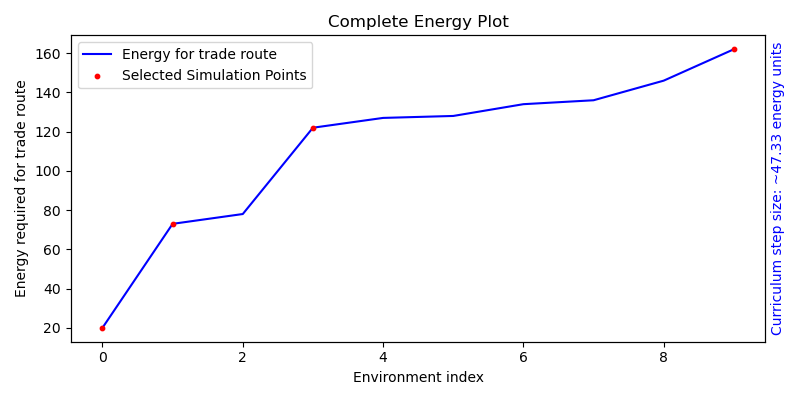 Complete Energy Plot
Energy for trade route
Selected Simulation Points
Energy required for trade route
160
140
120
100
80
60
40
20
0
2
4
6
8
Environment index
Curriculum step size: ~47.33 energy units